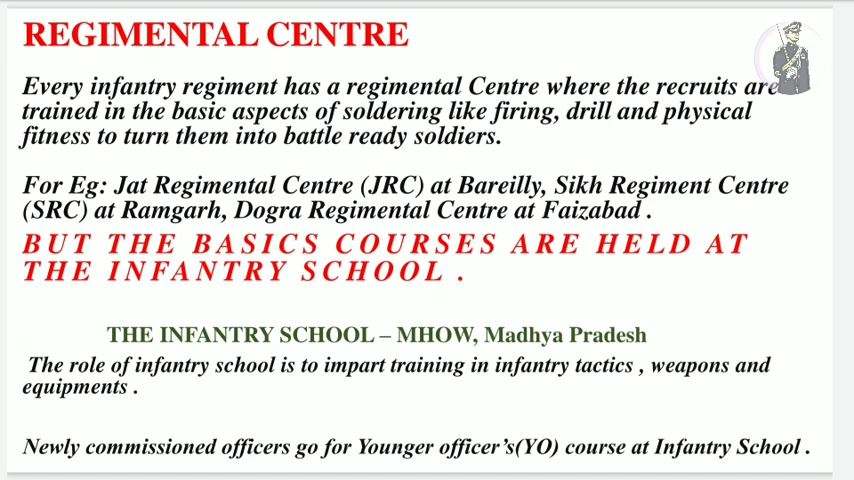 REGIMENTAL CENTRE
Every infantry regiment has a regimental Centre where the recruits are
trained in the basic aspects of soldering like firing, drill and physical
fitness to turn them into battle ready soldiers.
For Eg: Jat Regimental Centre (JRC) at Bareilly, Sikh Regiment Centre
(SRC) at Ramgarh, Dogra Regimental Centre at Faizabad .
BUT THE BASICS COURSES ARE HELD AT
THE INFANTRY SCHOOL .
THE INFANTRY SCHOOL – MHOW, Madhya Pradesh
The role of infantry school is to impart training in infantry tactics , weapons and
equipments .
Newly commissioned officers go for Younger officer’s(YO) course at Infantry School .